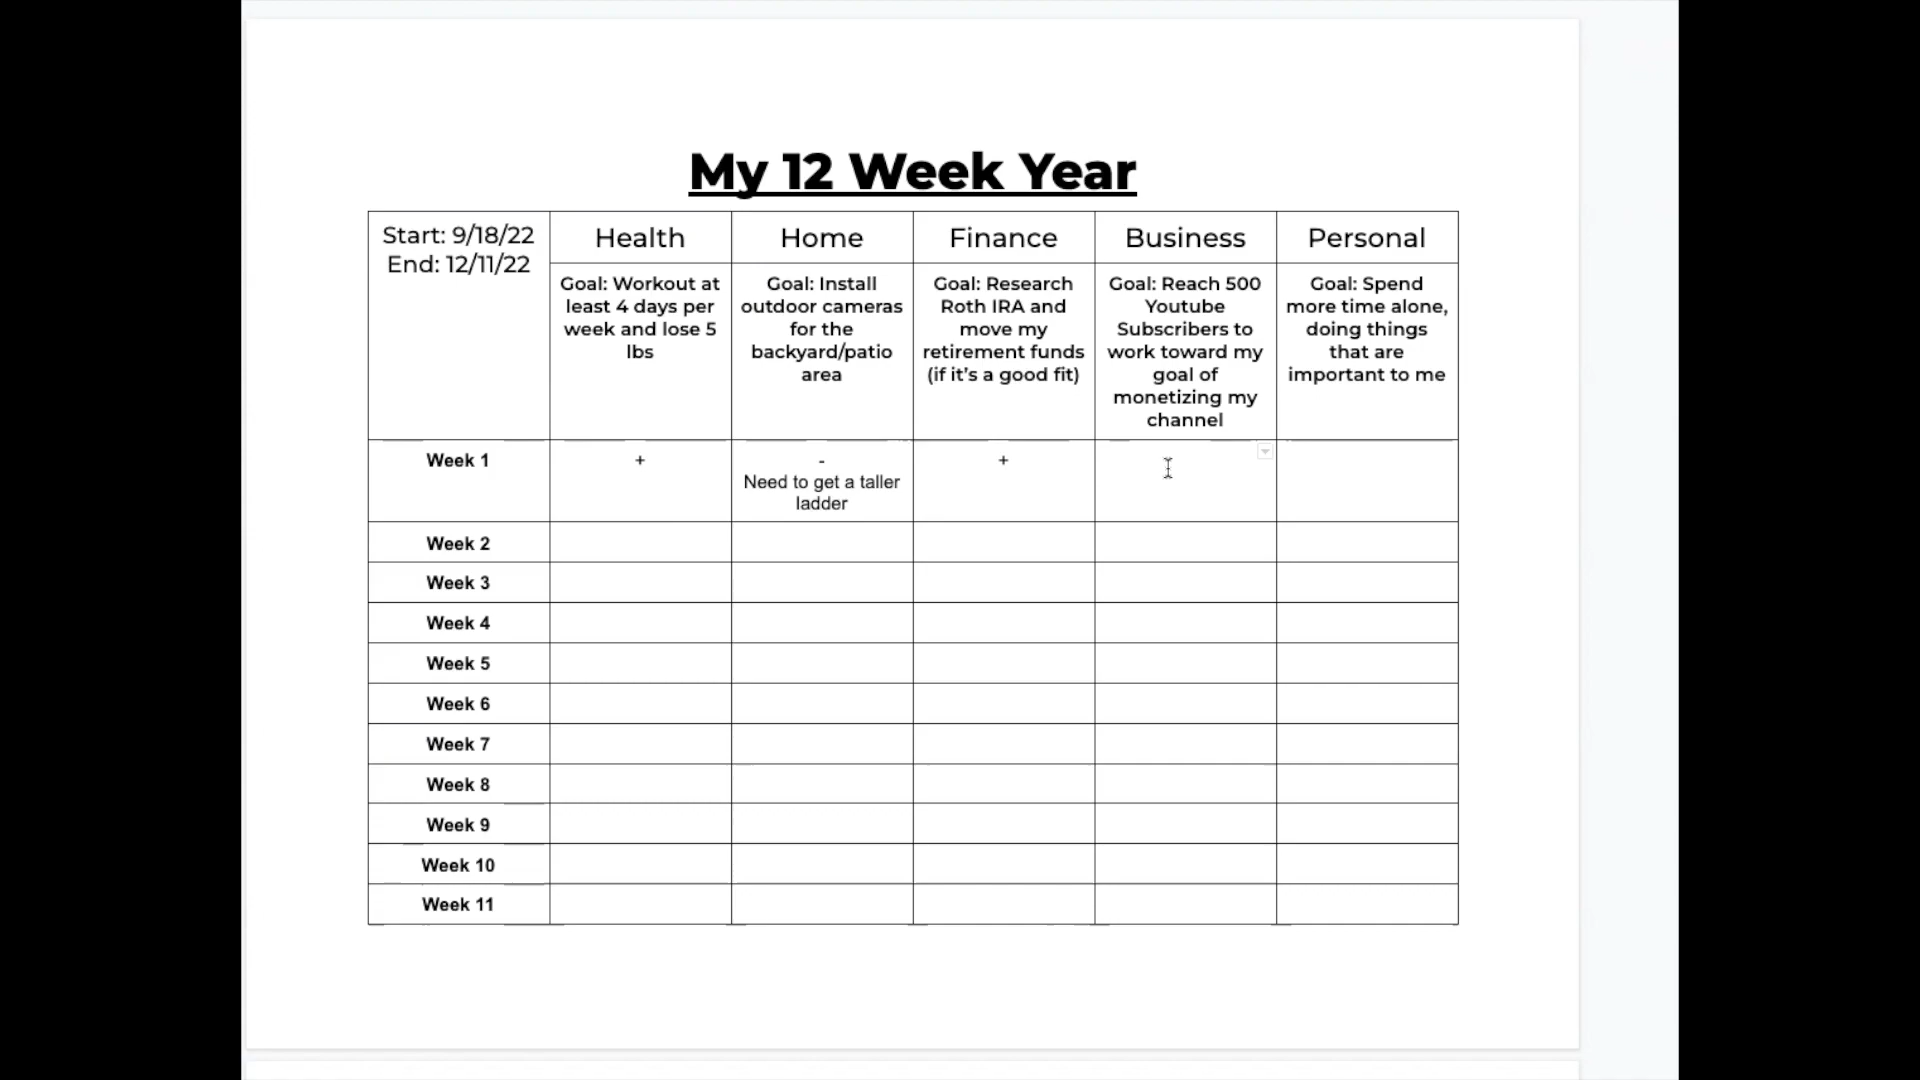 My 12 Week Year
Start: 9/18/22
End: 12/11/22
Health
Home
Finance
Business
Personal
Goal: Workout at
least 4 days per
week and lose 5
lbs
Goal: Install
outdoor cameras
for the
backyard/patio
area
Goal: Research
Roth IRA and
move my
retirement funds
(if it’s a good fit)
Goal: Reach 500
Youtube
Subscribers to
work toward my
goal of
monetizing my
channel
Goal: Spend
more time alone,
doing things
that are
important to me
Week 1
+
-
Need to get a taller
ladder
+
Week 2
Week 3
Week 4
Week 5
Week 6
Week 7
Week 8
Week 9
Week 10
Week 11